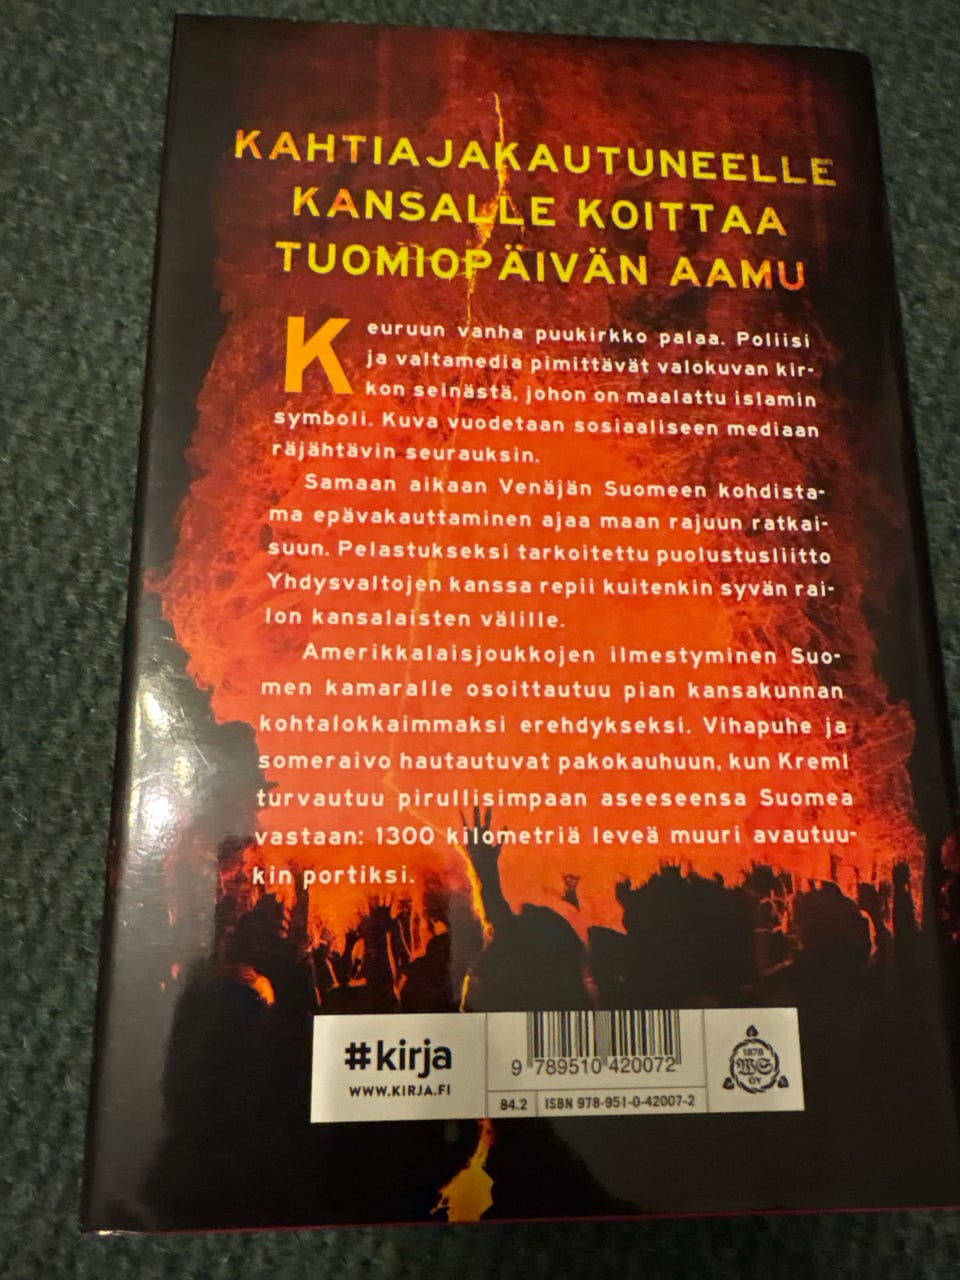 KAHTIAJAKAUTUNEELLE
KANSALLE KOITTAA
TUOMIOPÄIVÄN AAMU
Keuruun vanha puukirkko palaa. Poliisi
ja valtamedia pimittävät valokuvan kir-
kon seinästä, johon on maalattu islamin
symboli. Kuva vuodetaan sosiaaliseen mediaan
räjähtävin seurauksin.
Samaan aikaan Venäjän Suomeen kohdista-
ma epävakauttaminen ajaa maan rajuun ratkai-
suun. Pelastukseksi tarkoitettu puolustusliitto
Yhdysvaltojen kanssa repii kuitenkin syvän rai-
lon kansalaisten välille.
Amerikkalaisjoukkojen ilmestyminen Suo-
men kamaralle osoittautuu pian kansakunnan
kohtalokkaimmaksi erehdykseksi. Vihapuhe ja
someraivo hautautuvat pakokauhuun, kun Kreml
turvautuu pirullisimpaan aseeseensa Suomea
vastaan: 1300 kilometriä leveä muuri avautuu-
kin portiksi.
#kirja
WWW.KIRJA.FI
9 789510 420072
84.2 ISBN 978-951-0-42007-2
1878
WS
OY